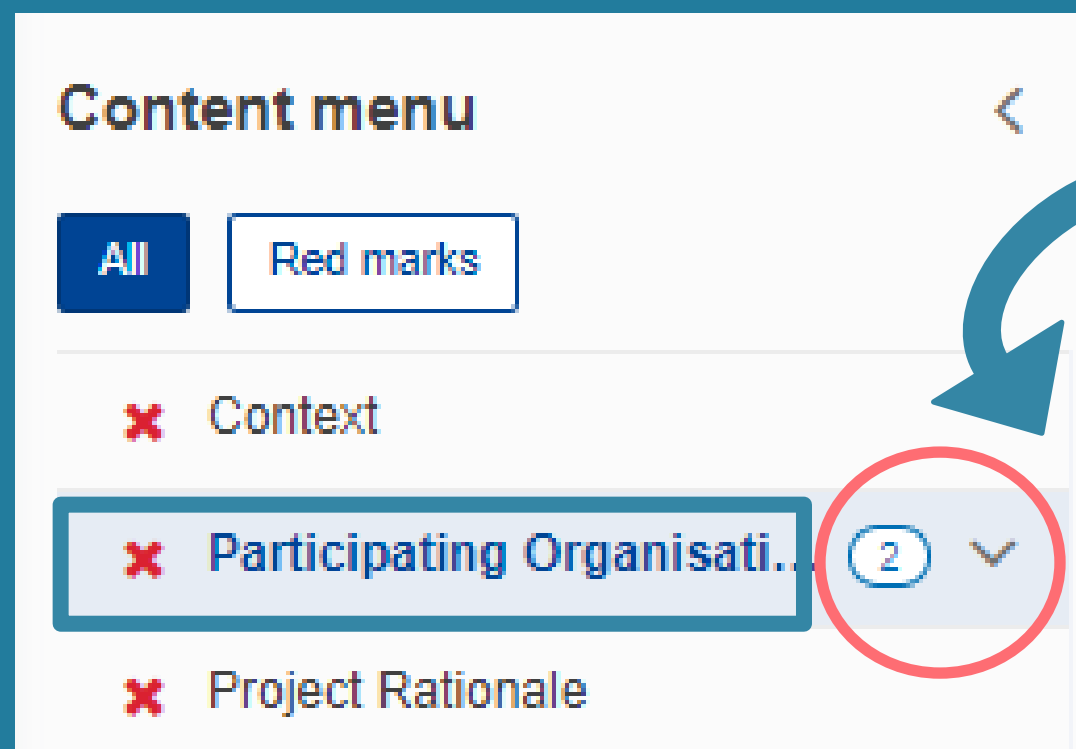 Content menu
All Red marks
Context
Participating Organisati... 2
Project Rationale